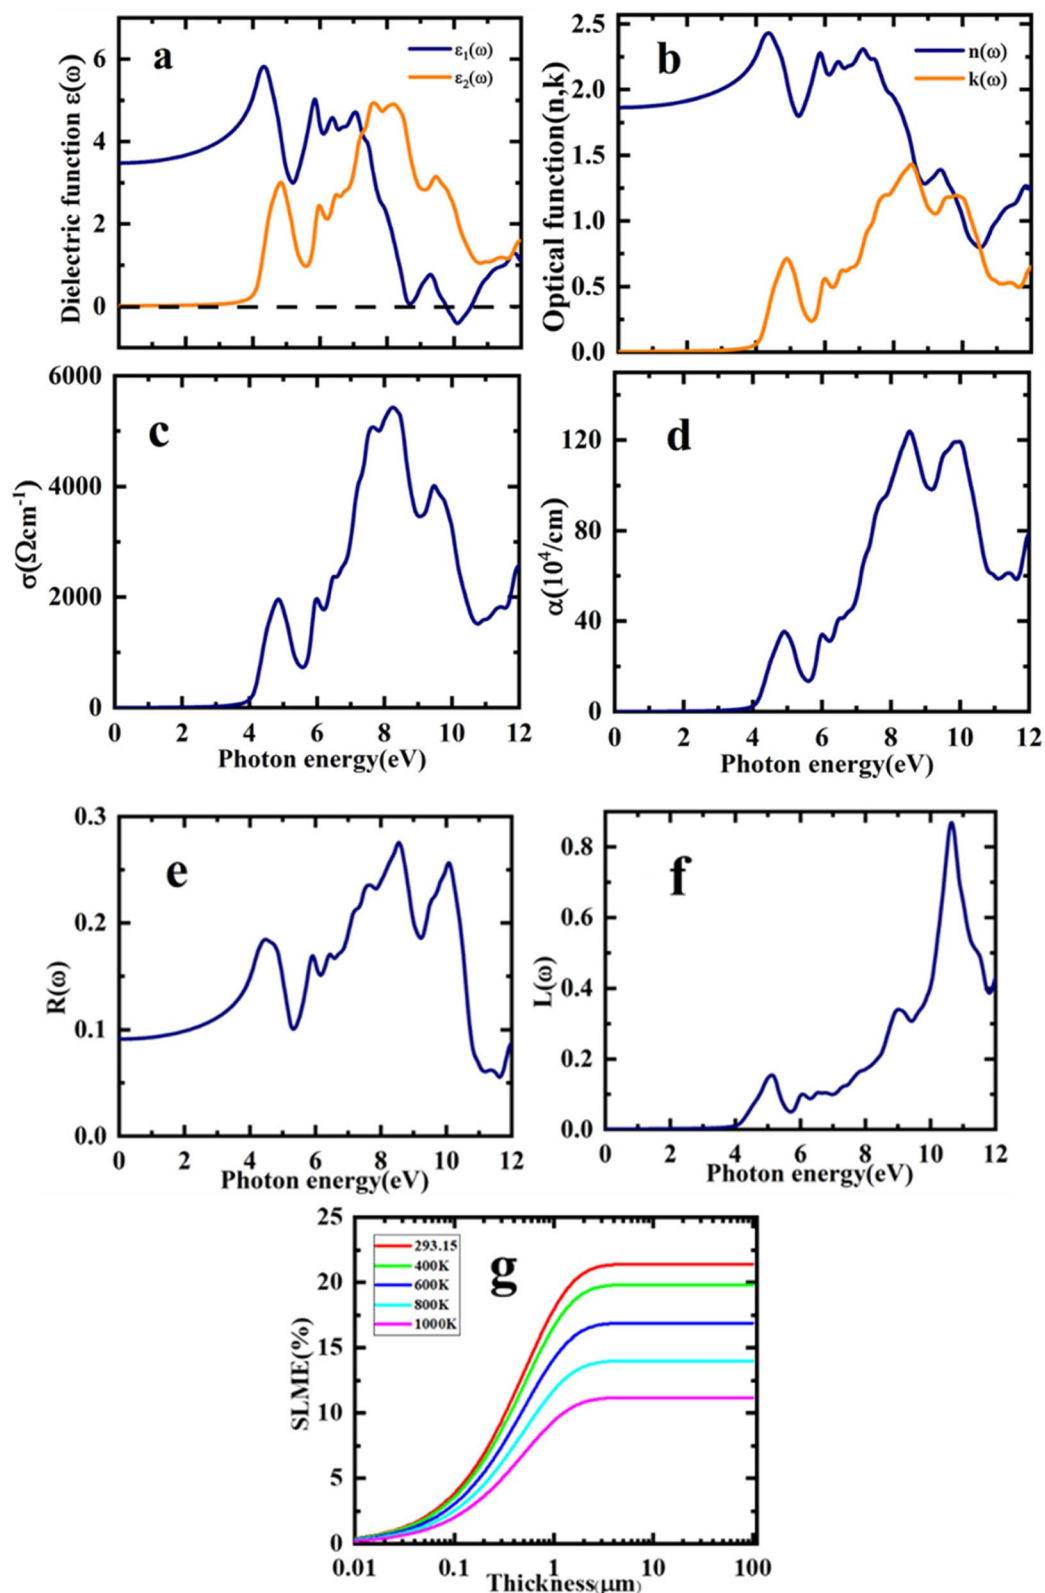 a
ε₁(ω)
ε₂(ω)
Dielectric function ε(ω)
6
4
2
0
b
n(ω)
k(ω)
Optical function(n,k)
2.5
2.0
1.5
1.0
0.5
0.0
c
σ(Ωcm⁻¹)
6000
4000
2000
0
0 2 4 6 8 10 12
Photon energy(eV)
d
α(10⁴/cm)
120
80
40
0
0 2 4 6 8 10 12
Photon energy(eV)
e
R(ω)
0.3
0.2
0.1
0.0
0 2 4 6 8 10 12
Photon energy(eV)
f
L(ω)
0.8
0.6
0.4
0.2
0.0
0 2 4 6 8 10 12
Photon energy(eV)
g
293.15
400K
600K
800K
1000K
SLME(%)
25
20
15
10
5
0
0.01 0.1 1 10 100
Thickness(μm)